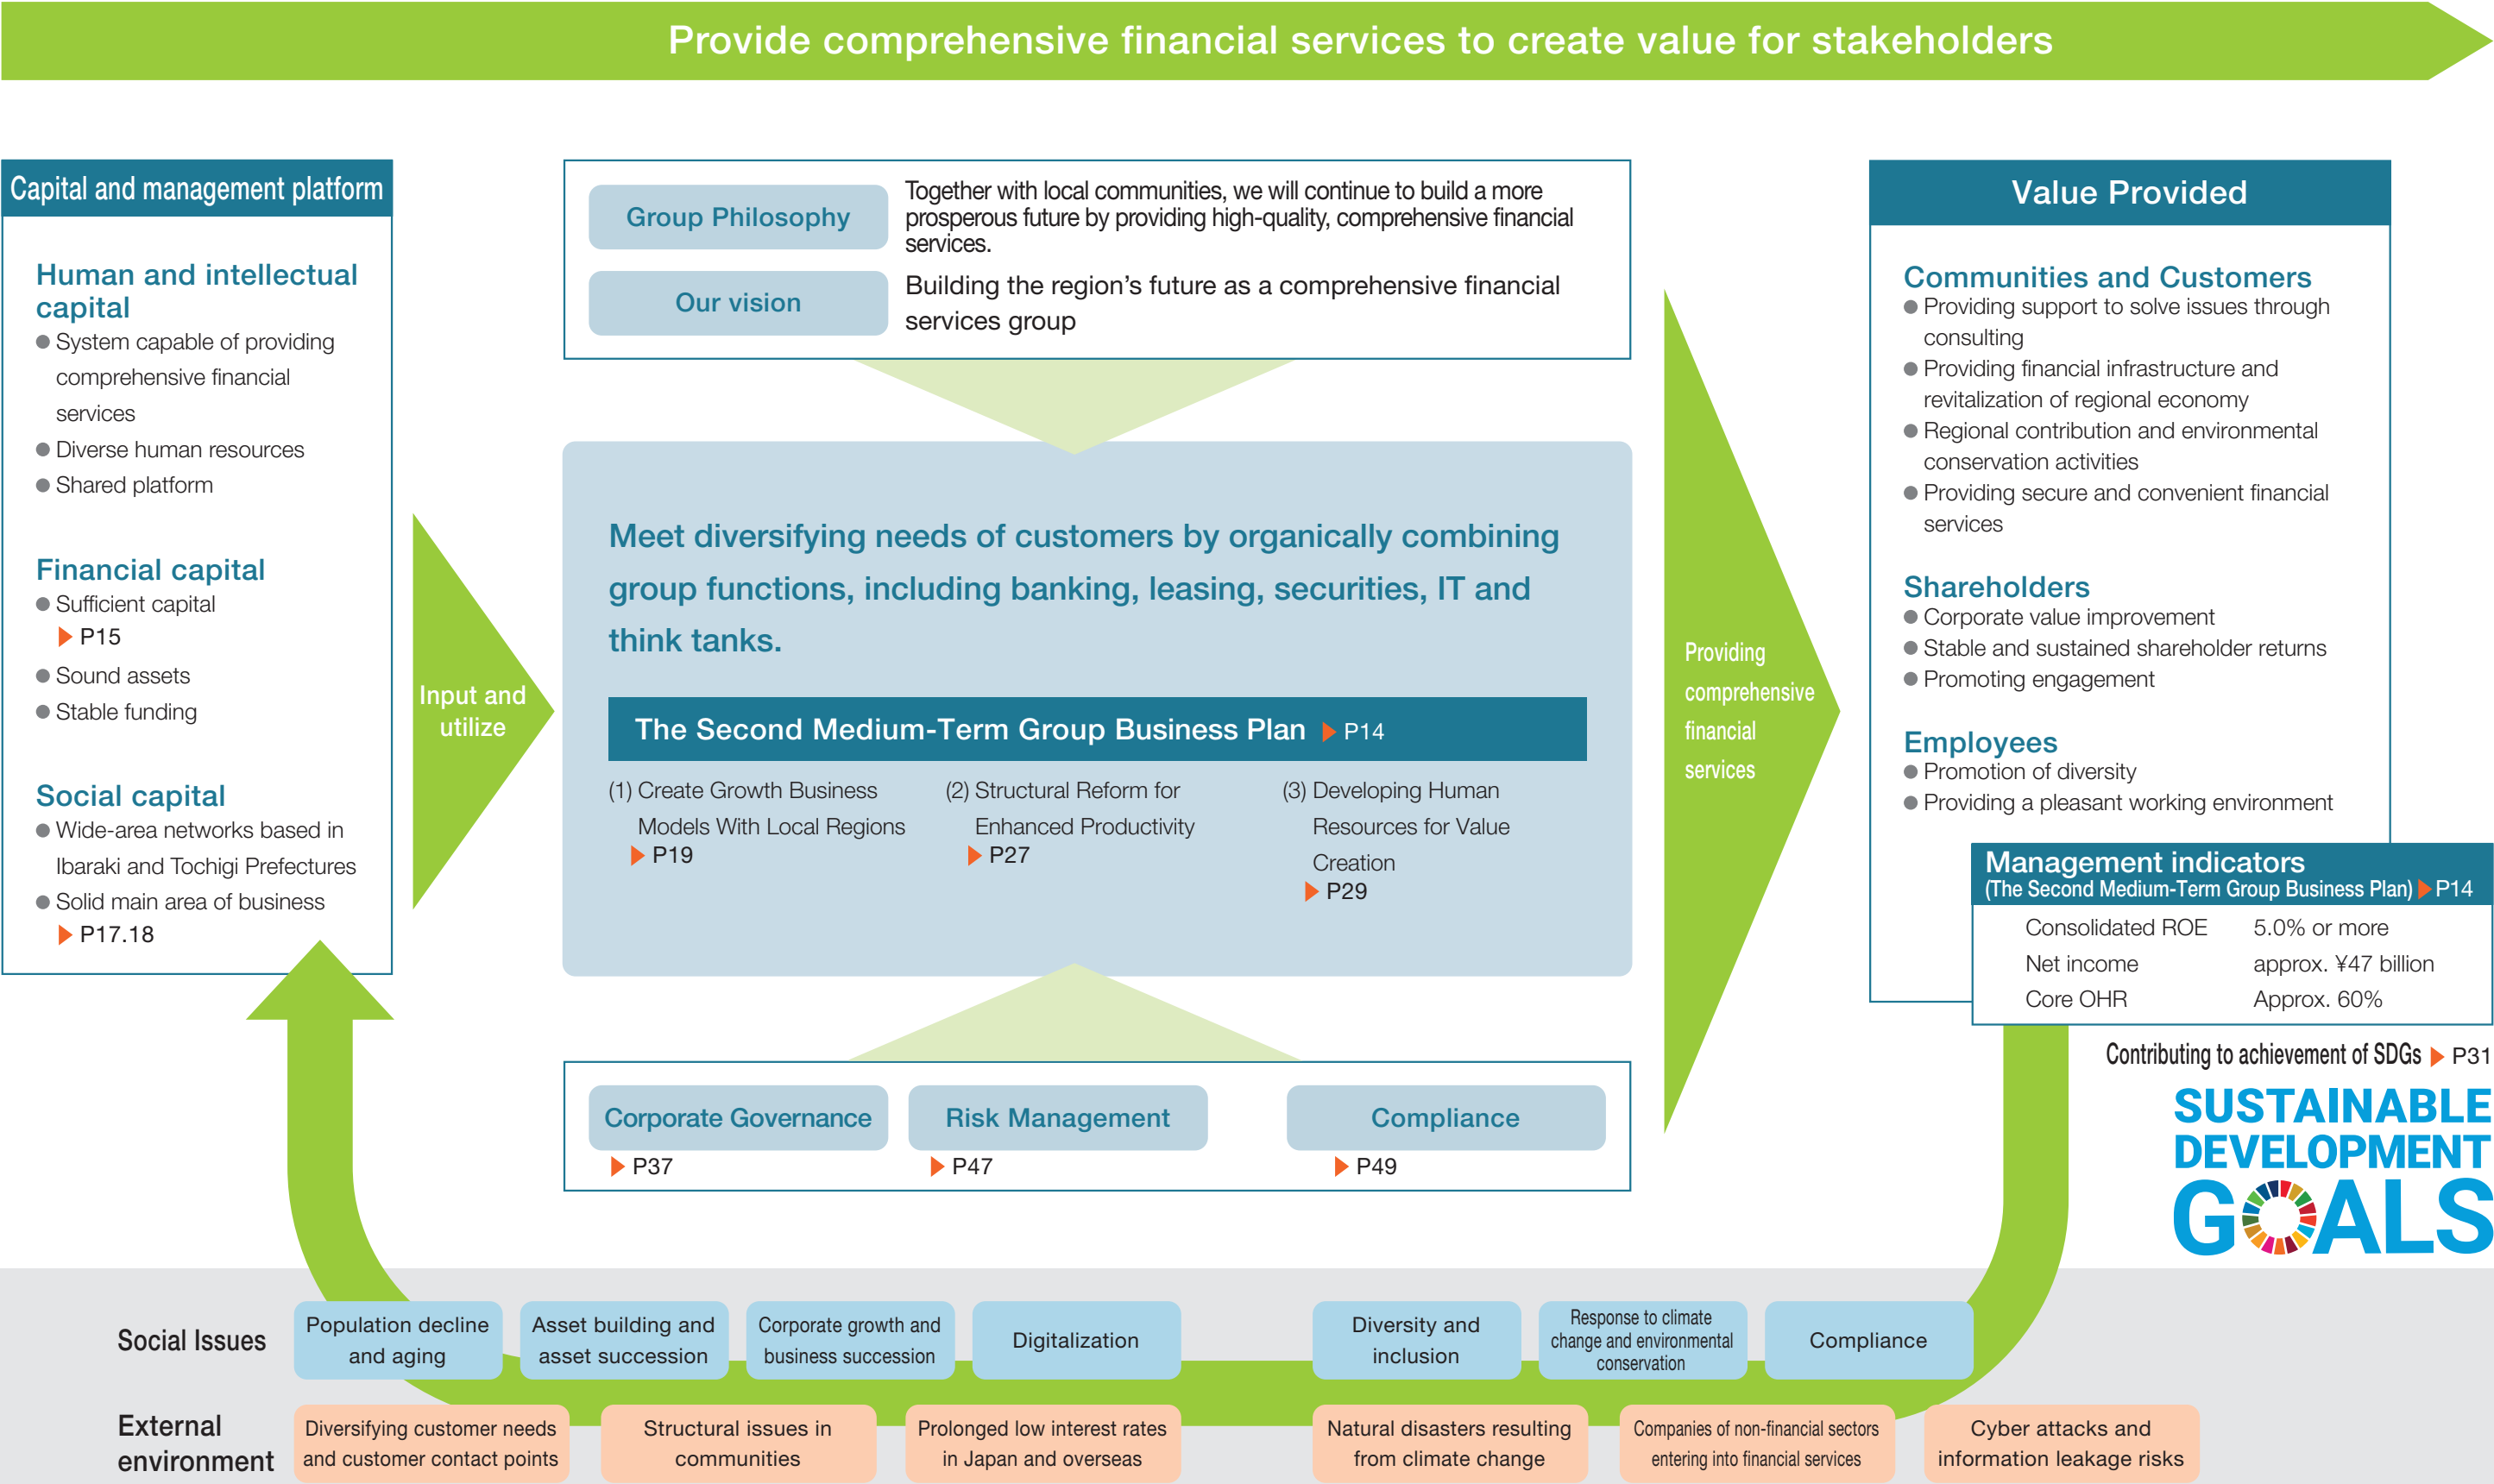 Provide comprehensive financial services to create value for stakeholders
Capital and management platform
Human and intellectual
capital
● System capable of providing
comprehensive financial
services
● Diverse human resources
● Shared platform
Financial capital
● Sufficient capital
▶ P15
● Sound assets
● Stable funding
Social capital
● Wide-area networks based in
Ibaraki and Tochigi Prefectures
● Solid main area of business
▶ P17.18
Input and
utilize
Group Philosophy
Together with local communities, we will continue to build a more
prosperous future by providing high-quality, comprehensive financial
services.
Our vision
Building the region’s future as a comprehensive financial
services group
Meet diversifying needs of customers by organically combining
group functions, including banking, leasing, securities, IT and
think tanks.
The Second Medium-Term Group Business Plan ▶ P14
(1) Create Growth Business
Models With Local Regions
▶ P19
(2) Structural Reform for
Enhanced Productivity
▶ P27
(3) Developing Human
Resources for Value
Creation
▶ P29
Corporate Governance
▶ P37
Risk Management
▶ P47
Compliance
▶ P49
Providing
comprehensive
financial
services
Value Provided
Communities and Customers
● Providing support to solve issues through
consulting
● Providing financial infrastructure and
revitalization of regional economy
● Regional contribution and environmental
conservation activities
● Providing secure and convenient financial
services
Shareholders
● Corporate value improvement
● Stable and sustained shareholder returns
● Promoting engagement
Employees
● Promotion of diversity
● Providing a pleasant working environment
Management indicators
(The Second Medium-Term Group Business Plan) ▶ P14
Consolidated ROE 5.0% or more
Net income approx. ¥47 billion
Core OHR Approx. 60%
Contributing to achievement of SDGs ▶ P31
SUSTAINABLE
DEVELOPMENT
GOALS
Social Issues
Population decline
and aging
Asset building and
asset succession
Corporate growth and
business succession
Digitalization
Diversity and
inclusion
Response to climate
change and environmental
conservation
Compliance
External
environment
Diversifying customer needs
and customer contact points
Structural issues in
communities
Prolonged low interest rates
in Japan and overseas
Natural disasters resulting
from climate change
Companies of non-financial sectors
entering into financial services
Cyber attacks and
information leakage risks